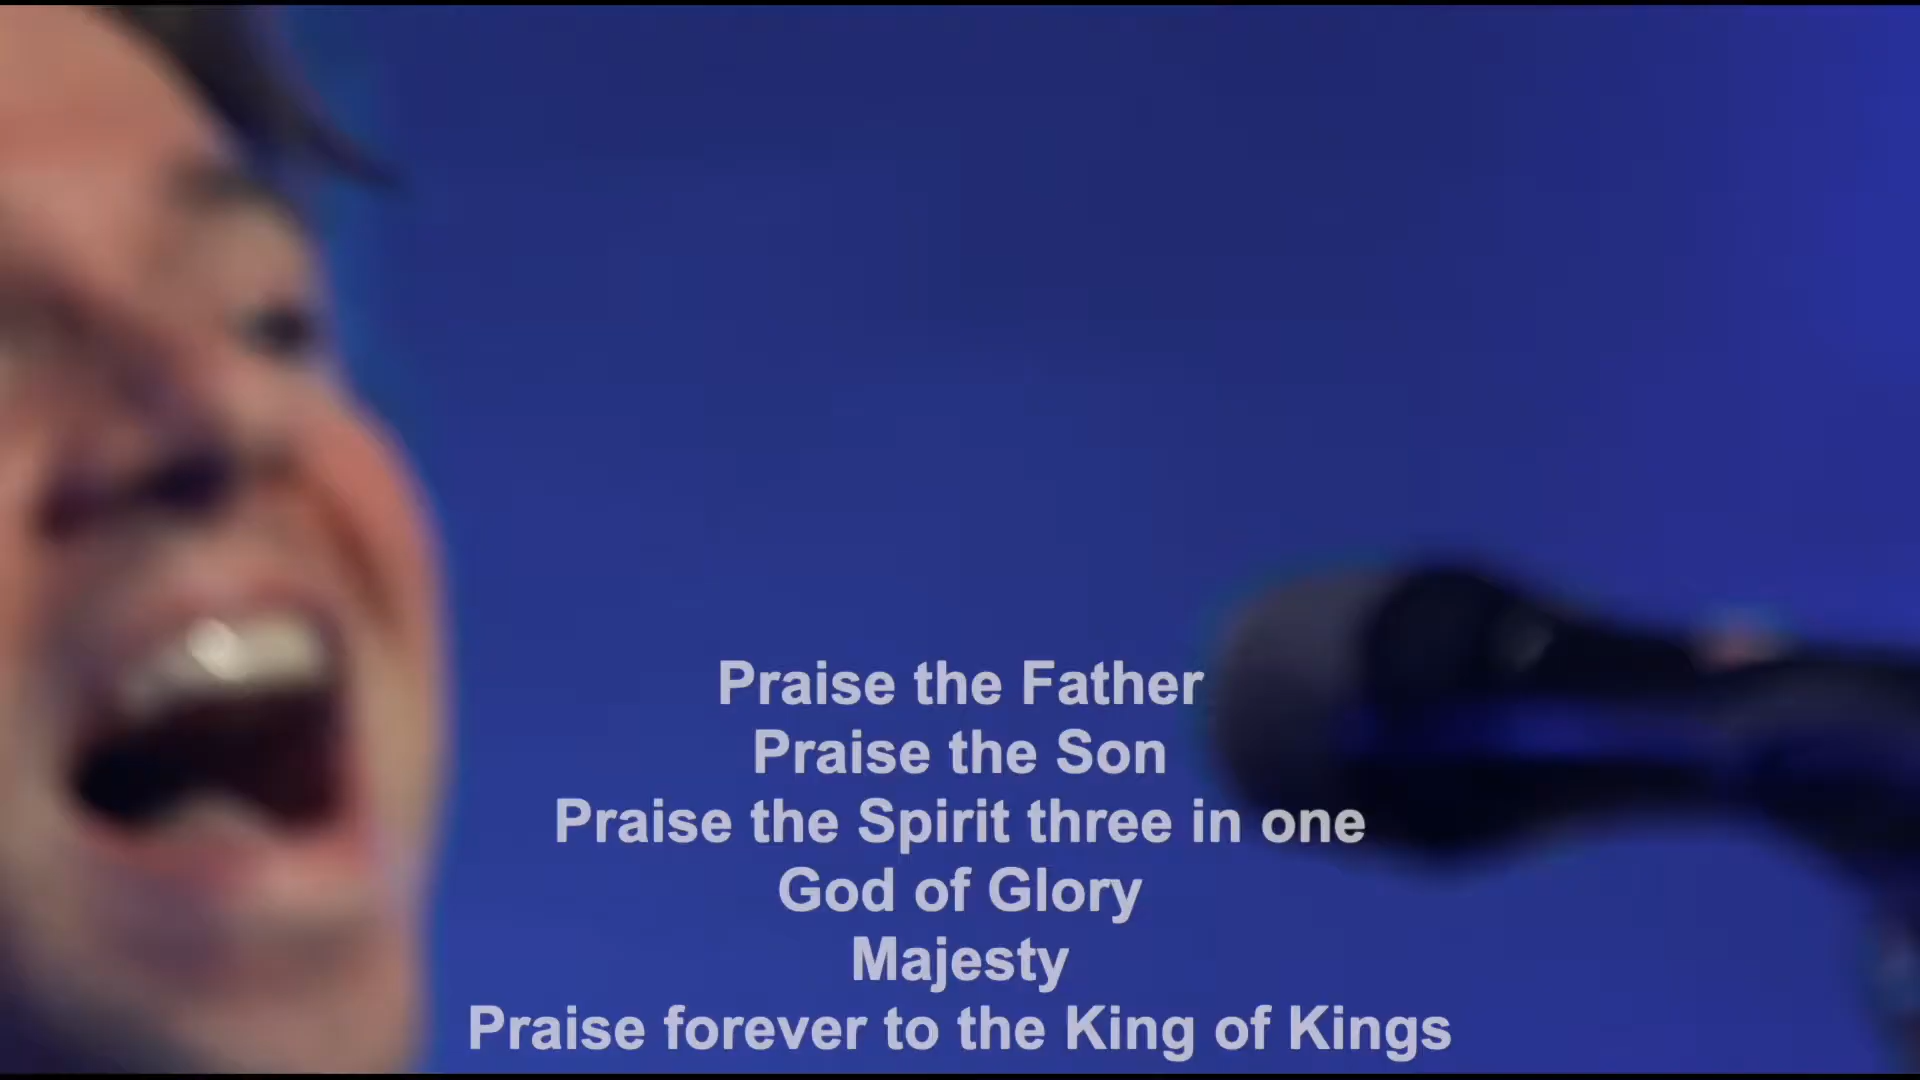 Praise the Father
Praise the Son
Praise the Spirit three in one
God of Glory
Majesty
Praise forever to the King of Kings